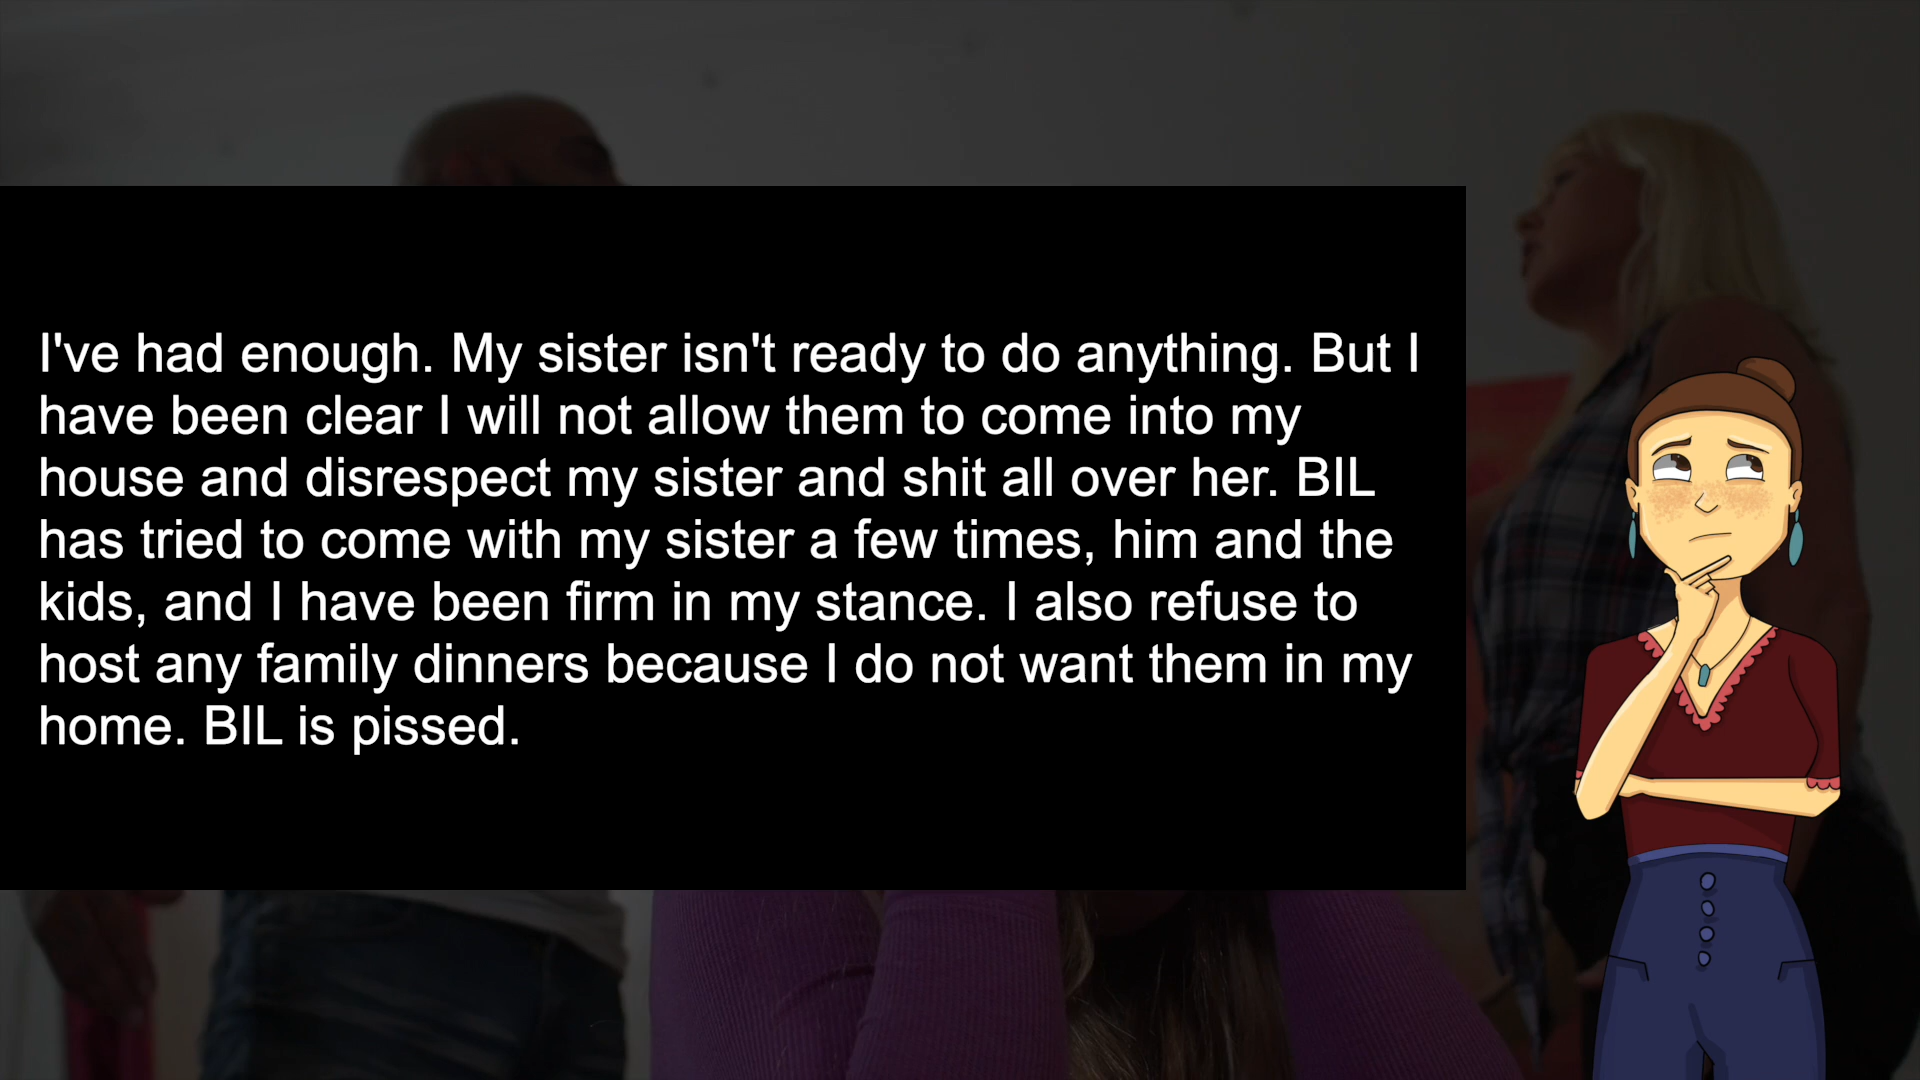 I've had enough. My sister isn't ready to do anything. But I
have been clear I will not allow them to come into my
house and disrespect my sister and shit all over her. BIL
has tried to come with my sister a few times, him and the
kids, and I have been firm in my stance. I also refuse to
host any family dinners because I do not want them in my
home. BIL is pissed.